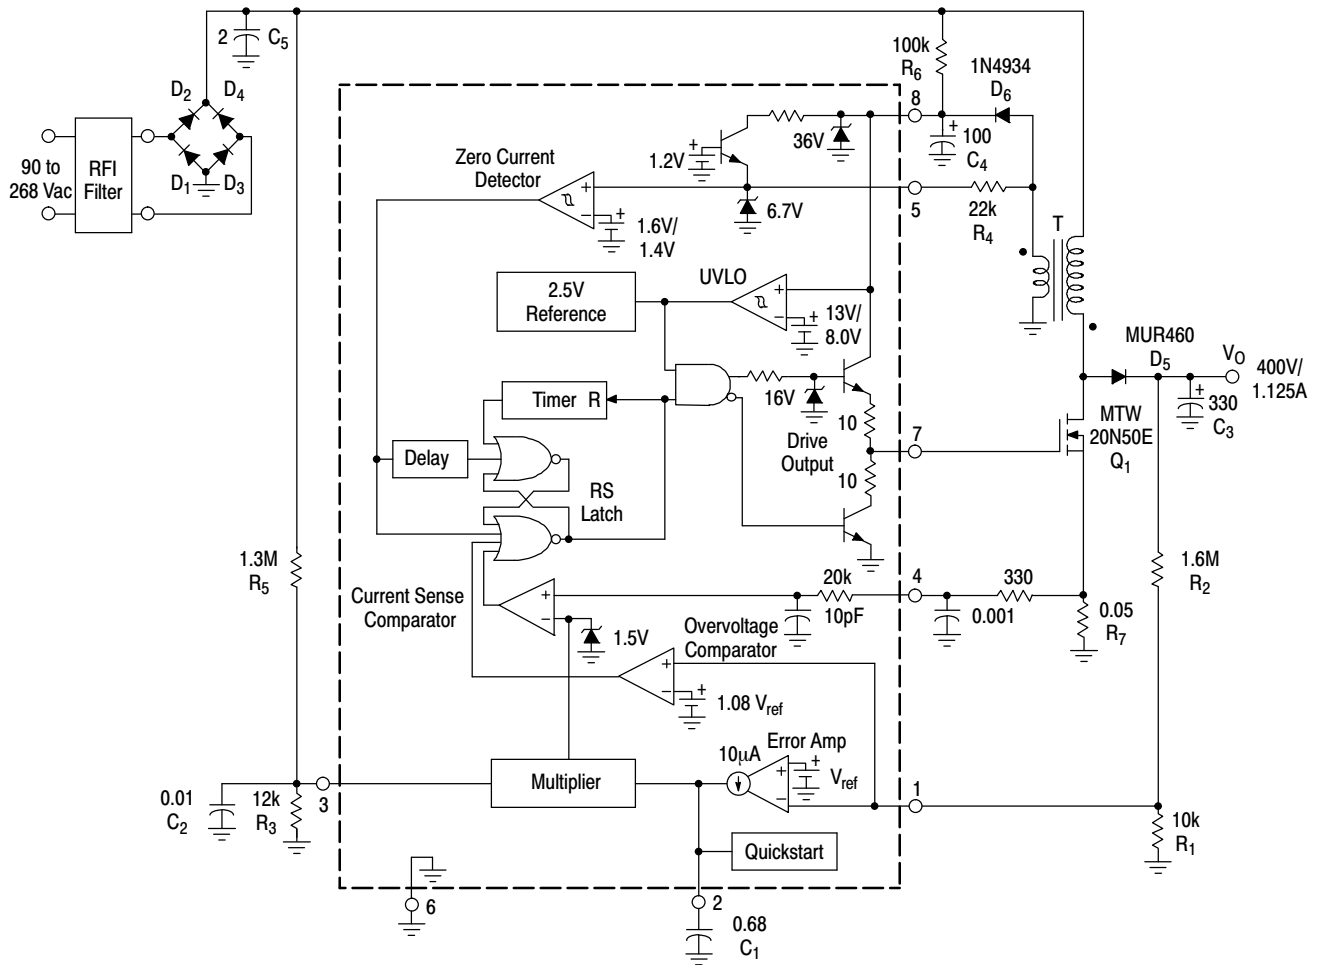 2
C5
D2
D4
D1
D3
90 to
268 Vac
RFI
Filter
100k
R6
1N4934
D6
8
100
C4
36V
1.2V
Zero Current
Detector
+
−
+
1.6V/
1.4V
6.7V
5
22k
R4
T
2.5V
Reference
UVLO
+
−
+
13V/
8.0V
MUR460
D5
VO
400V/
1.125A
330
C3
+
Timer R
16V
10
Drive
Output
10
7
MTW
20N50E
Q1
Delay
RS
Latch
1.3M
R5
1.6M
R2
Current Sense
Comparator
+
−
1.5V
20k
10pF
4
330
0.001
0.05
R7
Overvoltage
Comparator
+
−
+
1.08 Vref
Multiplier
10μA
Error Amp
+
−
+
Vref
1
0.01
C2
12k
R3
3
10k
R1
Quickstart
6
2
0.68
C1